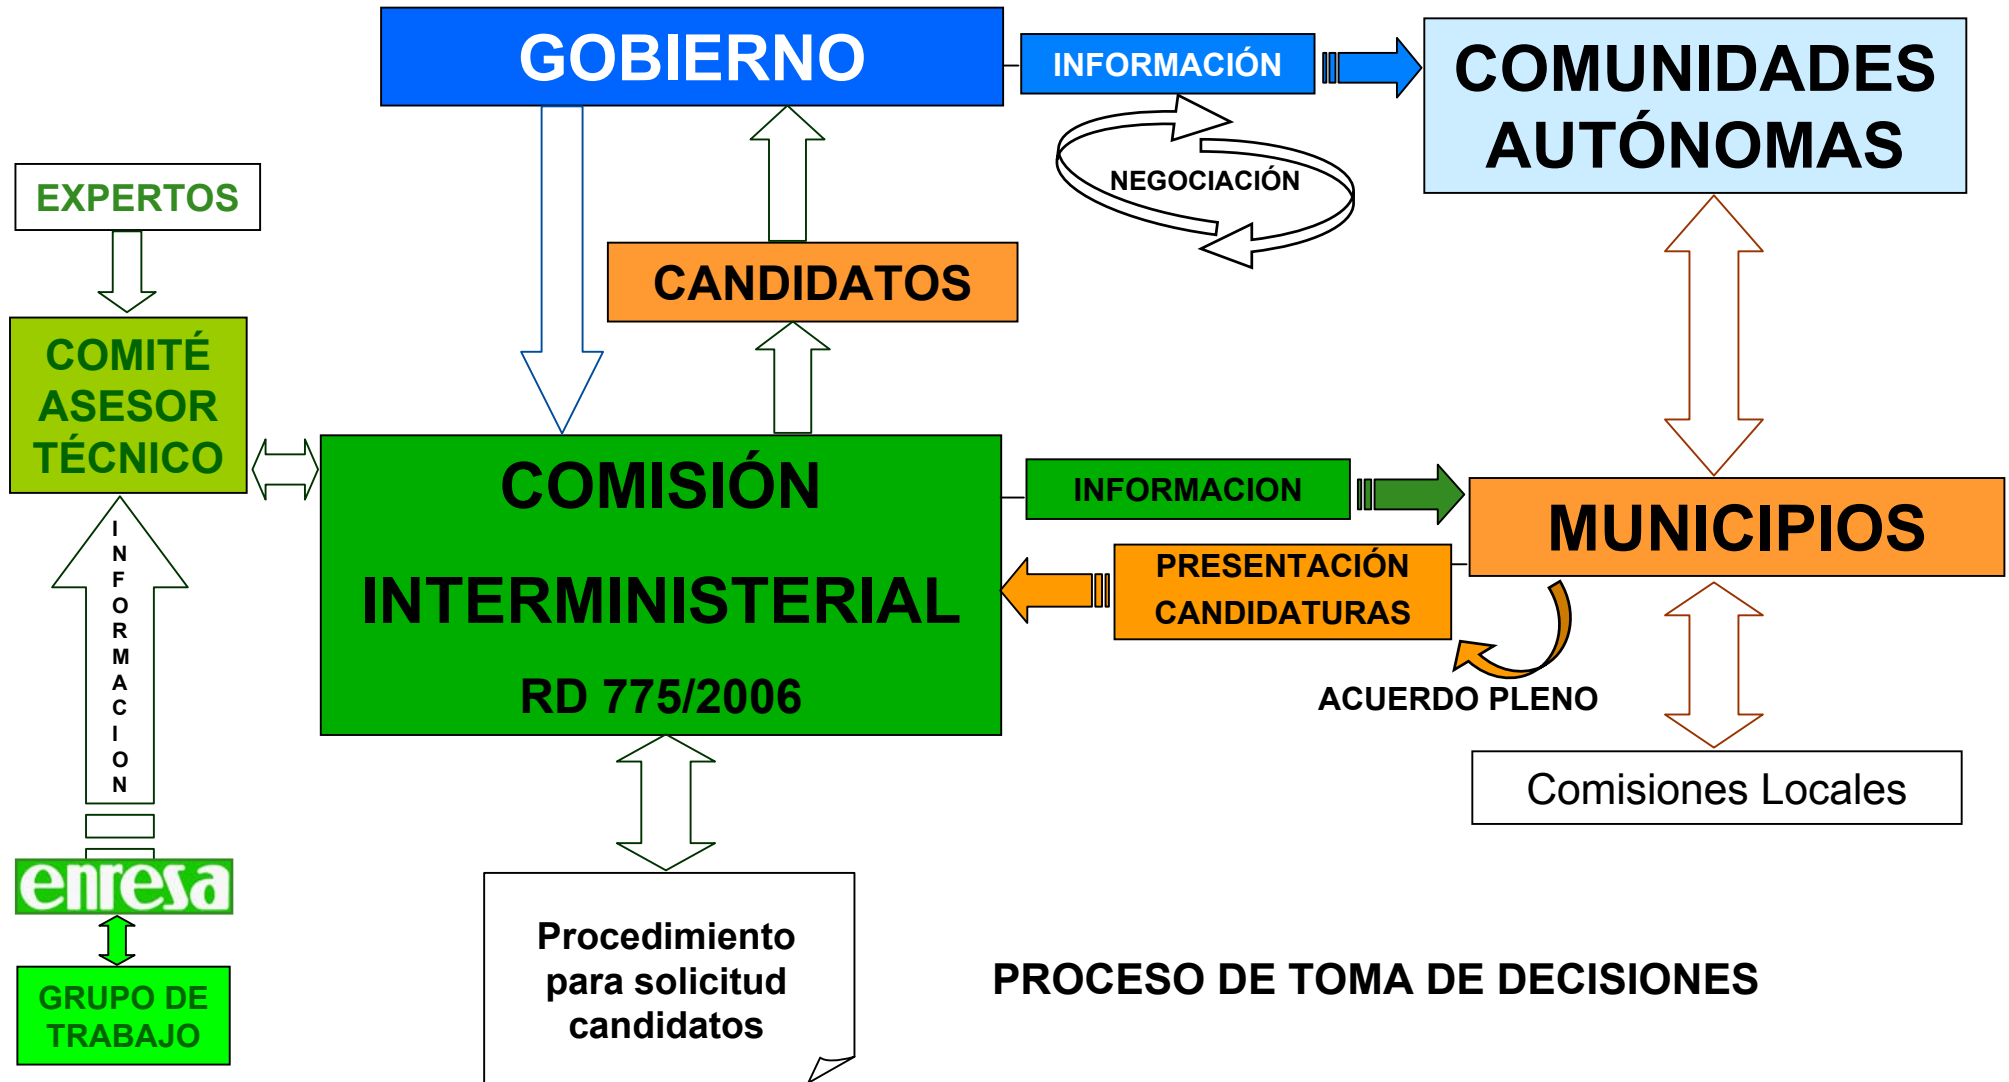 GOBIERNO
INFORMACIÓN
COMUNIDADES
AUTÓNOMAS
NEGOCIACIÓN
EXPERTOS
CANDIDATOS
COMITÉ
ASESOR
TÉCNICO
COMISIÓN
INTERMINISTERIAL
RD 775/2006
INFORMACION
MUNICIPIOS
PRESENTACIÓN
CANDIDATURAS
ACUERDO PLENO
Comisiones Locales
INFORMACION
enresa
GRUPO DE
TRABAJO
Procedimiento
para solicitud
candidatos
PROCESO DE TOMA DE DECISIONES